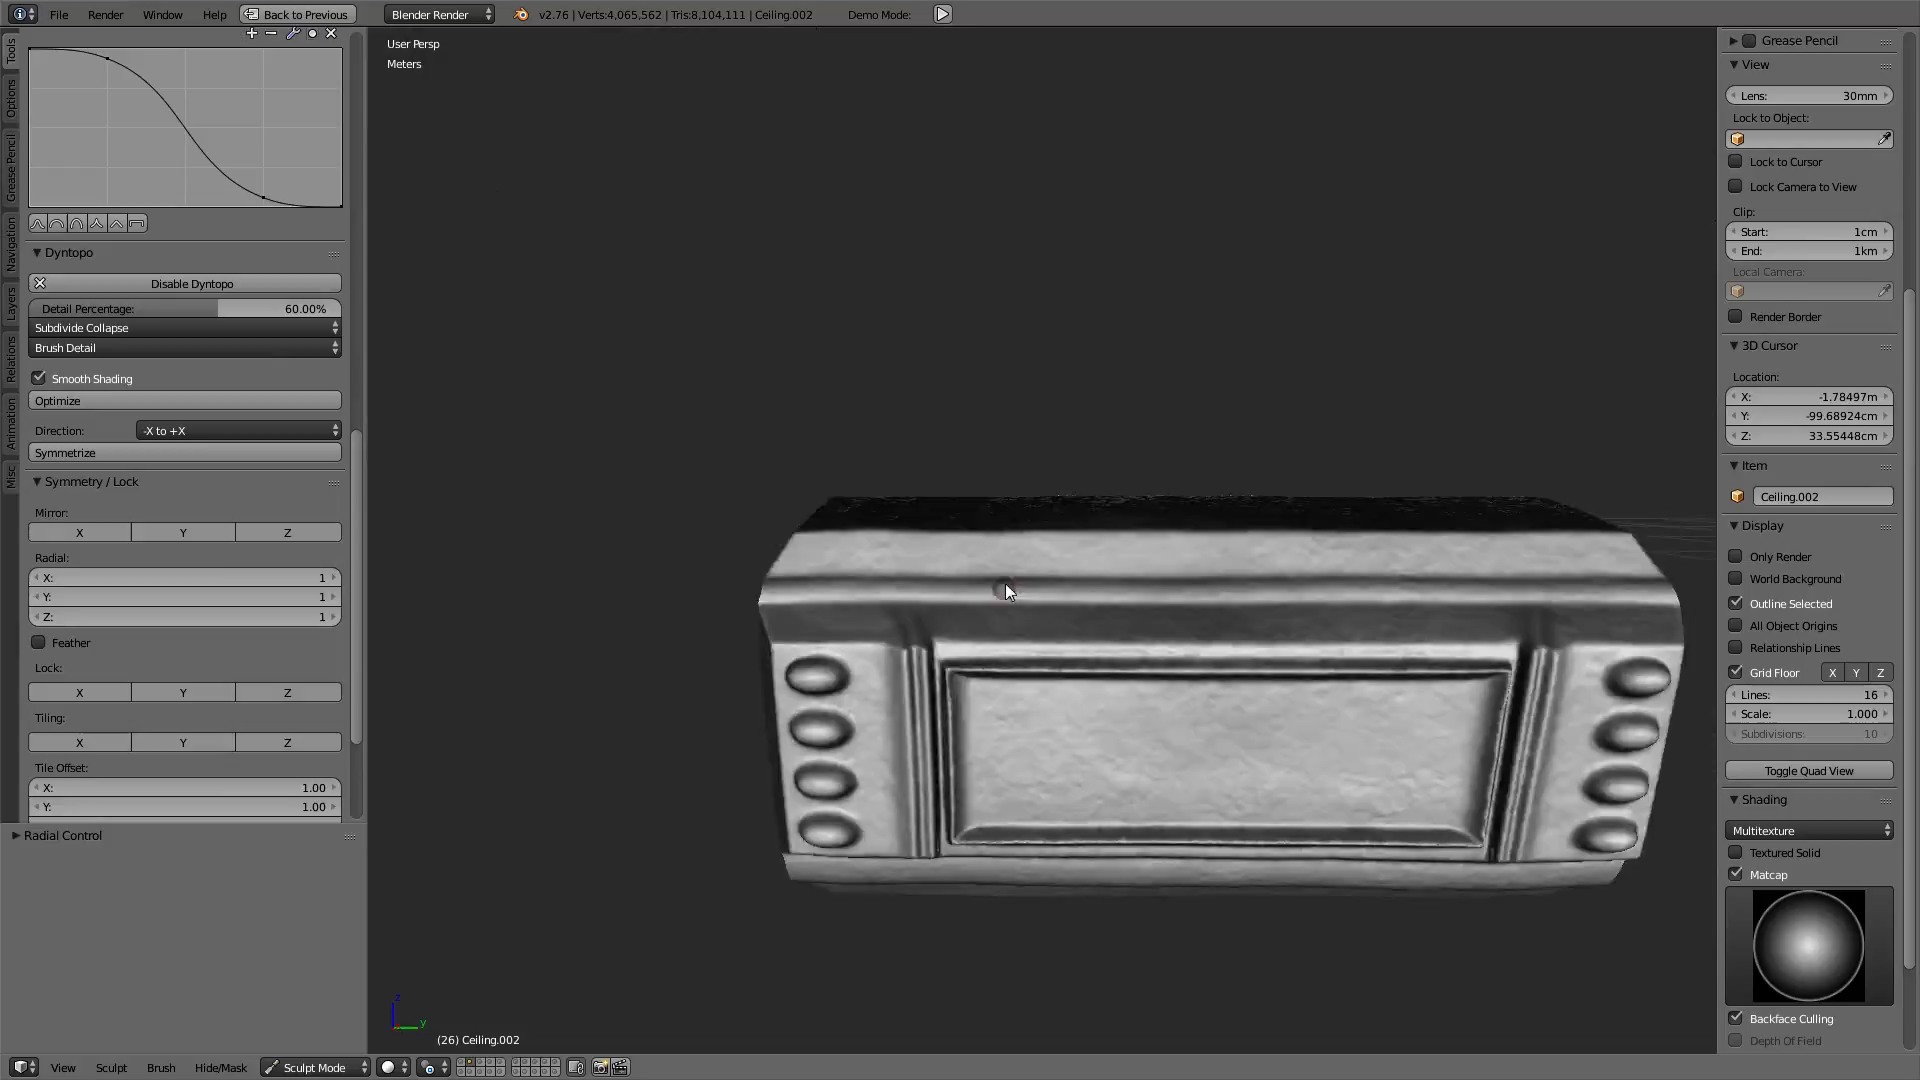 File Render Window Help Back to Previous Blender Render v2.76 | Verts:4,065,562 | Tris:8,104,111 | Ceiling.002 Demo Mode:
Tools
Options
Grease Pencil
Navigation
Layers
Relations
Animation
Misc
Dyntopo
Disable Dyntopo
Detail Percentage: 60.00%
Subdivide Collapse
Brush Detail
Smooth Shading
Optimize
Direction: -X to +X
Symmetrize
Symmetry / Lock
Mirror:
X Y Z
Radial:
X: 1
Y: 1
Z: 1
Feather
Lock:
X Y Z
Tiling:
X Y Z
Tile Offset:
X: 1.00
Y: 1.00
Radial Control
User Persp
Meters
z
y
(26) Ceiling.002
Grease Pencil
View
Lens: 30mm
Lock to Object:
Lock to Cursor
Lock Camera to View
Clip:
Start: 1cm
End: 1km
Local Camera:
Render Border
3D Cursor
Location:
X: -1.78497m
Y: -99.68924cm
Z: 33.55448cm
Item
Ceiling.002
Display
Only Render
World Background
Outline Selected
All Object Origins
Relationship Lines
Grid Floor X Y Z
Lines: 16
Scale: 1.000
Subdivisions: 10
Toggle Quad View
Shading
Multitexture
Textured Solid
Matcap
Backface Culling
Depth Of Field
View Sculpt Brush Hide/Mask Sculpt Mode